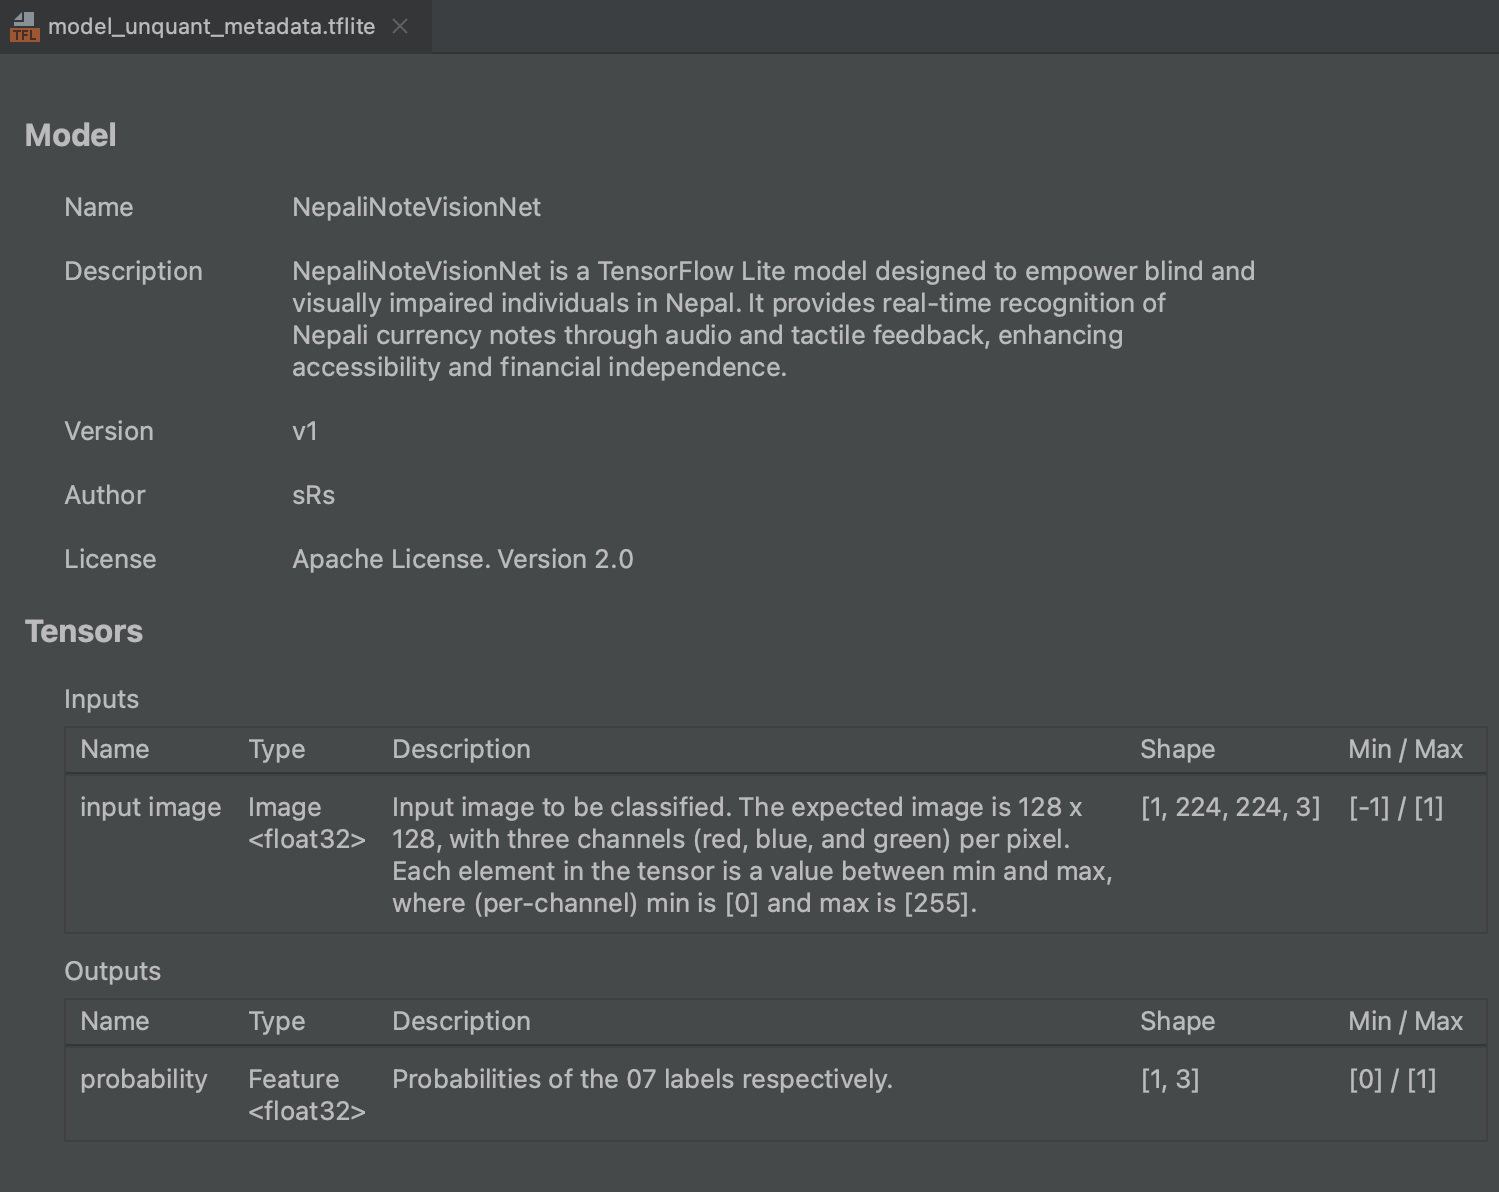 TFL model_unquant_metadata.tflite
Model
Name NepaliNoteVisionNet
Description NepaliNoteVisionNet is a TensorFlow Lite model designed to empower blind and
visually impaired individuals in Nepal. It provides real-time recognition of
Nepali currency notes through audio and tactile feedback, enhancing
accessibility and financial independence.
Version v1
Author sRs
License Apache License. Version 2.0
Tensors
Inputs
Name Type Description Shape Min / Max
input image Image Input image to be classified. The expected image is 128 x [1, 224, 224, 3] [-1] / [1]
<float32> 128, with three channels (red, blue, and green) per pixel.
Each element in the tensor is a value between min and max,
where (per-channel) min is [0] and max is [255].
Outputs
Name Type Description Shape Min / Max
probability Feature Probabilities of the 07 labels respectively. [1, 3] [0] / [1]
<float32>